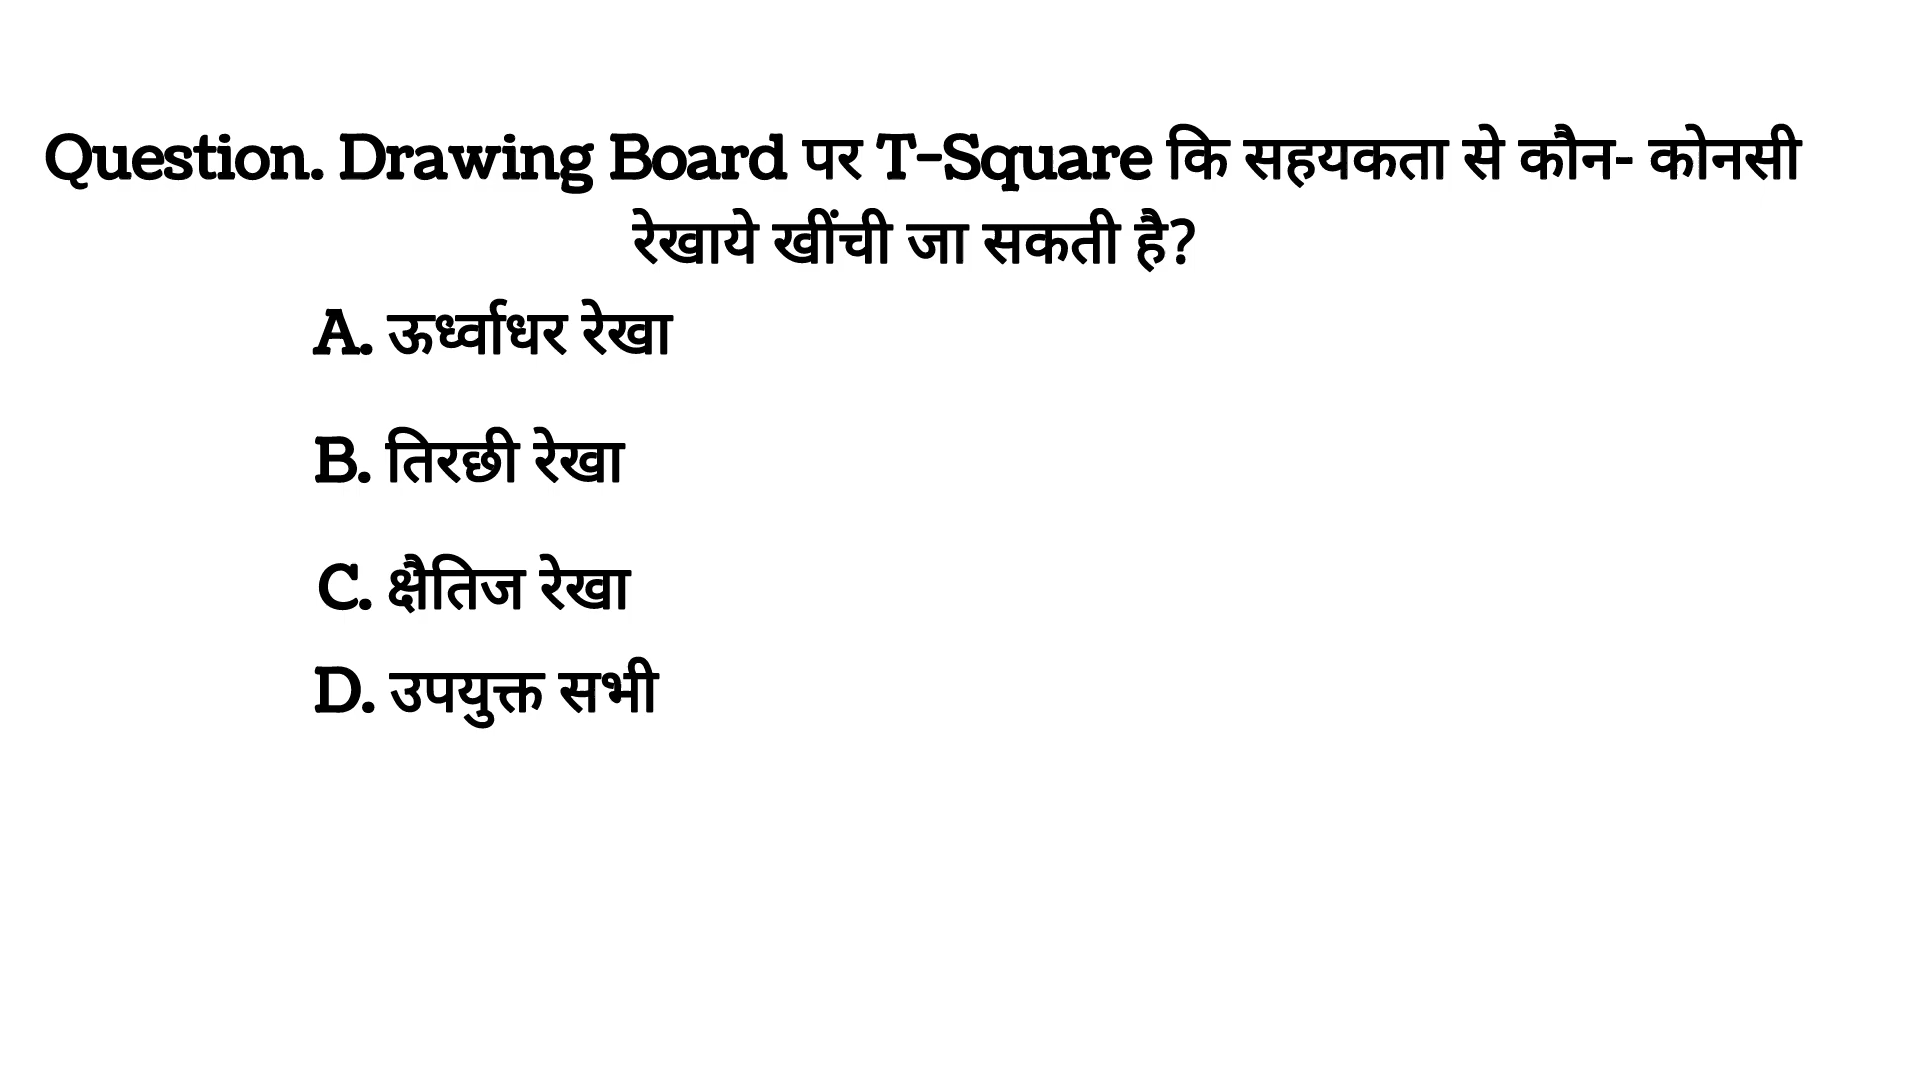 Question. Drawing Board पर T-Square कि सहयकता से कौन- कोनसी
रेखाये खींची जा सकती है?
A. ऊर्ध्वाधर रेखा
B. तिरछी रेखा
C. क्षैतिज रेखा
D. उपयुक्त सभी